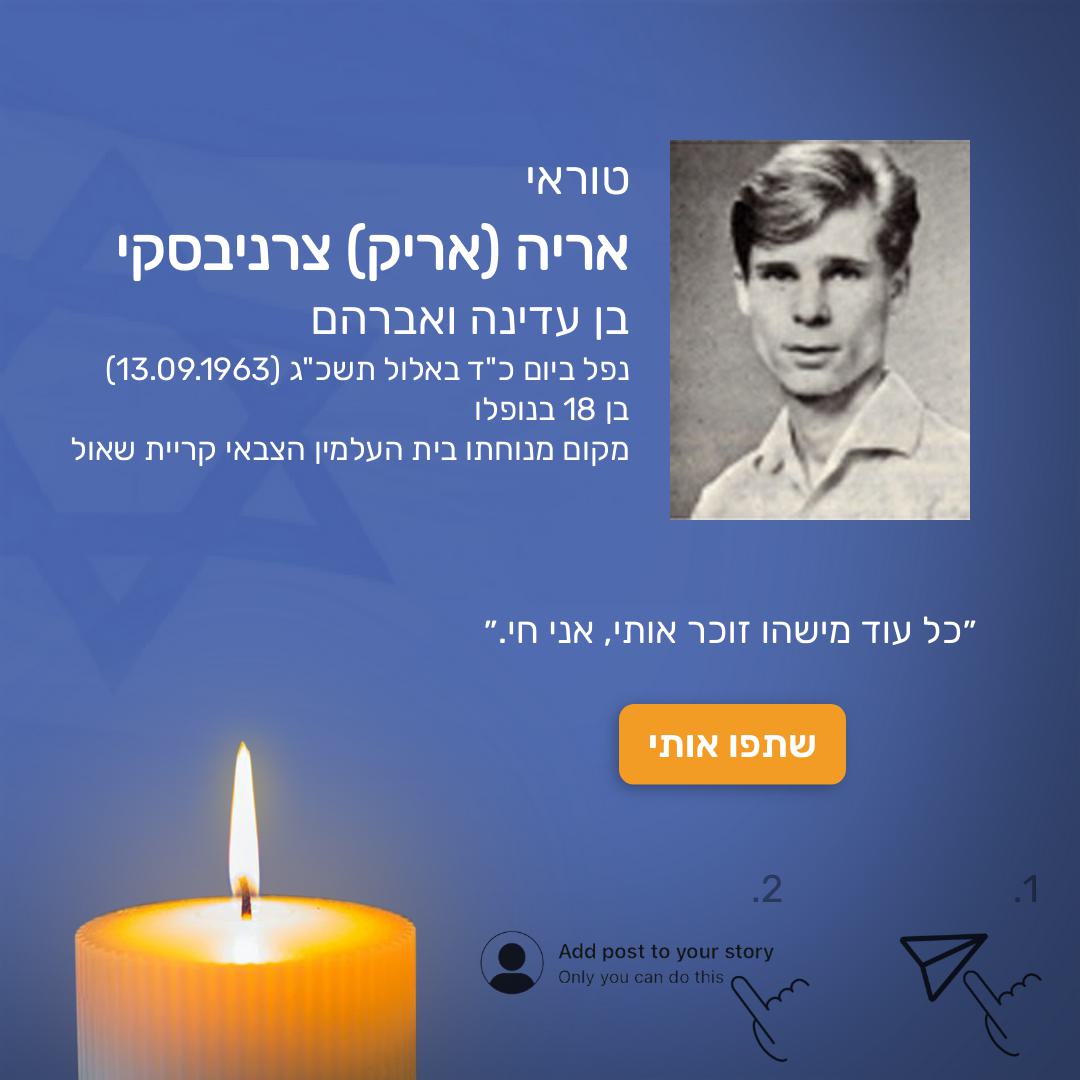 טוראי
אריה (אריק) צרניבסקי
בן עדינה ואברהם
נפל ביום כ"ד באלול תשכ"ג (13.09.1963)
בן 18 בנופלו
מקום מנוחתו בית העלמין הצבאי קריית שאול
״כל עוד מישהו זוכר אותי, אני חי.״
שתפו אותי
.1
.2
Add post to your story
Only you can do this